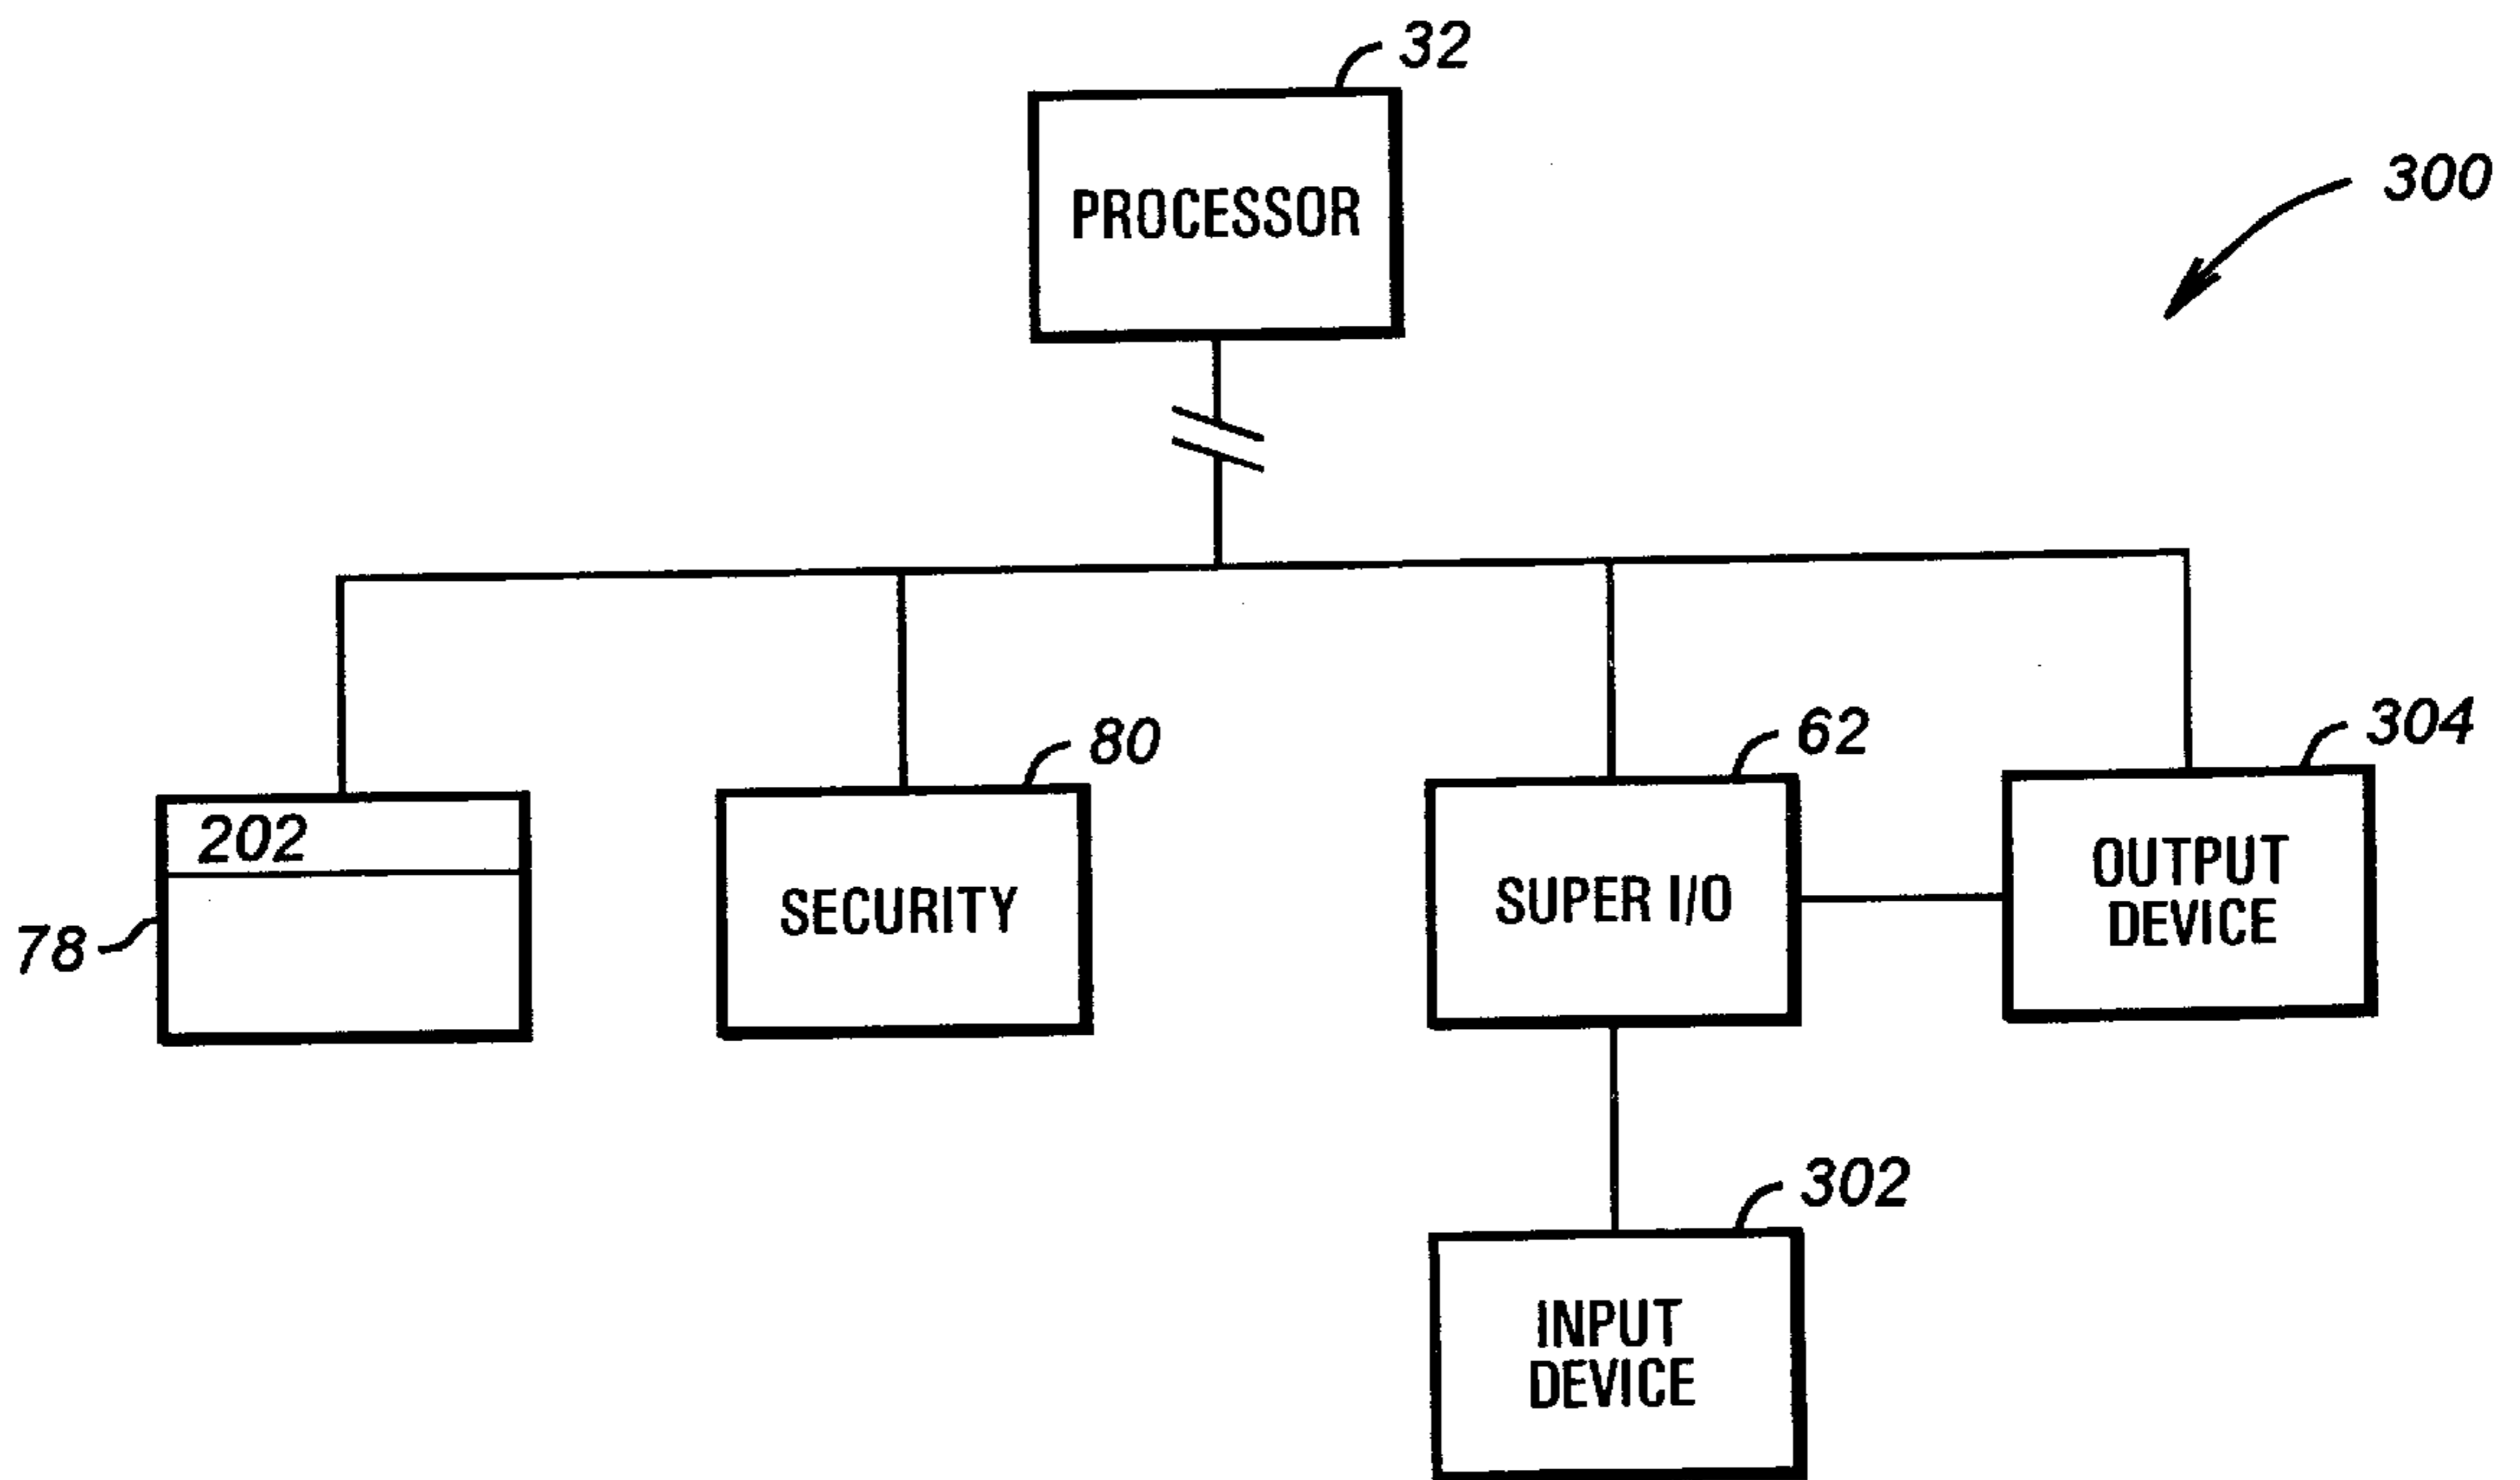 32
PROCESSOR
300
80
62
304
202
78
SECURITY
SUPER I/O
OUTPUT
DEVICE
302
INPUT
DEVICE